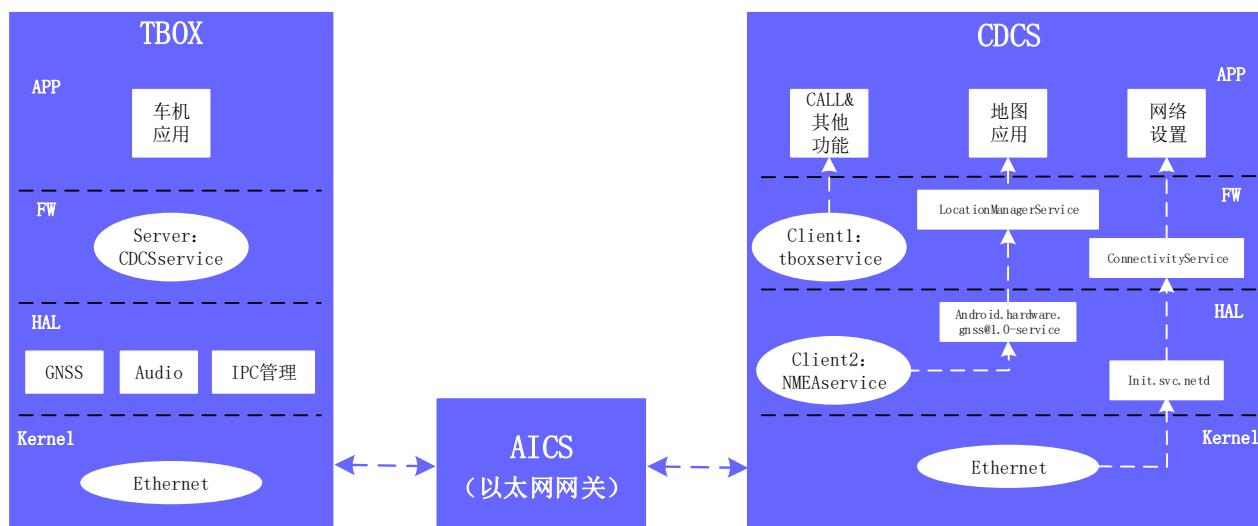 TBOX
APP
车机
应用
FW
Server:
CDCSservice
HAL
GNSS
Audio
IPC管理
Kernel
Ethernet
AICS
(以太网网关)
CDCS
APP
CALL&
其他
功能
地图
应用
网络
设置
FW
LocationManagerService
Client1:
tboxservice
ConnectivityService
HAL
Android.hardware.
gnss@1.0-service
Client2:
NMEAservice
Init.svc.netd
Kernel
Ethernet